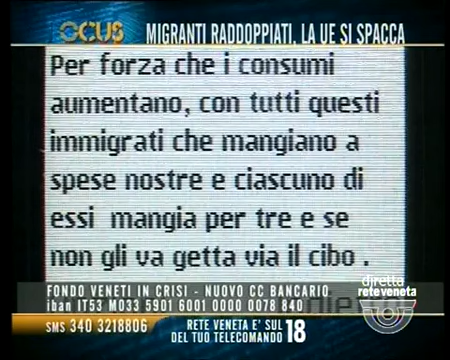 OCUS
MIGRANTI RADDOPPIATI, LA UE SI SPACCA
Per forza che i consumi
aumentano, con tutti questi
immigrati che mangiano a
spese nostre e ciascuno di
essi mangia per tre e se
non gli va getta via il cibo .
diretta
reteveneta
FONDO VENETI IN CRISI - NUOVO CC BANCARIO
iban IT53 M033 5901 6001 0000 0078 840
SMS 340 3218806
RETE VENETA E' SUL
DEL TUO TELECOMANDO 18